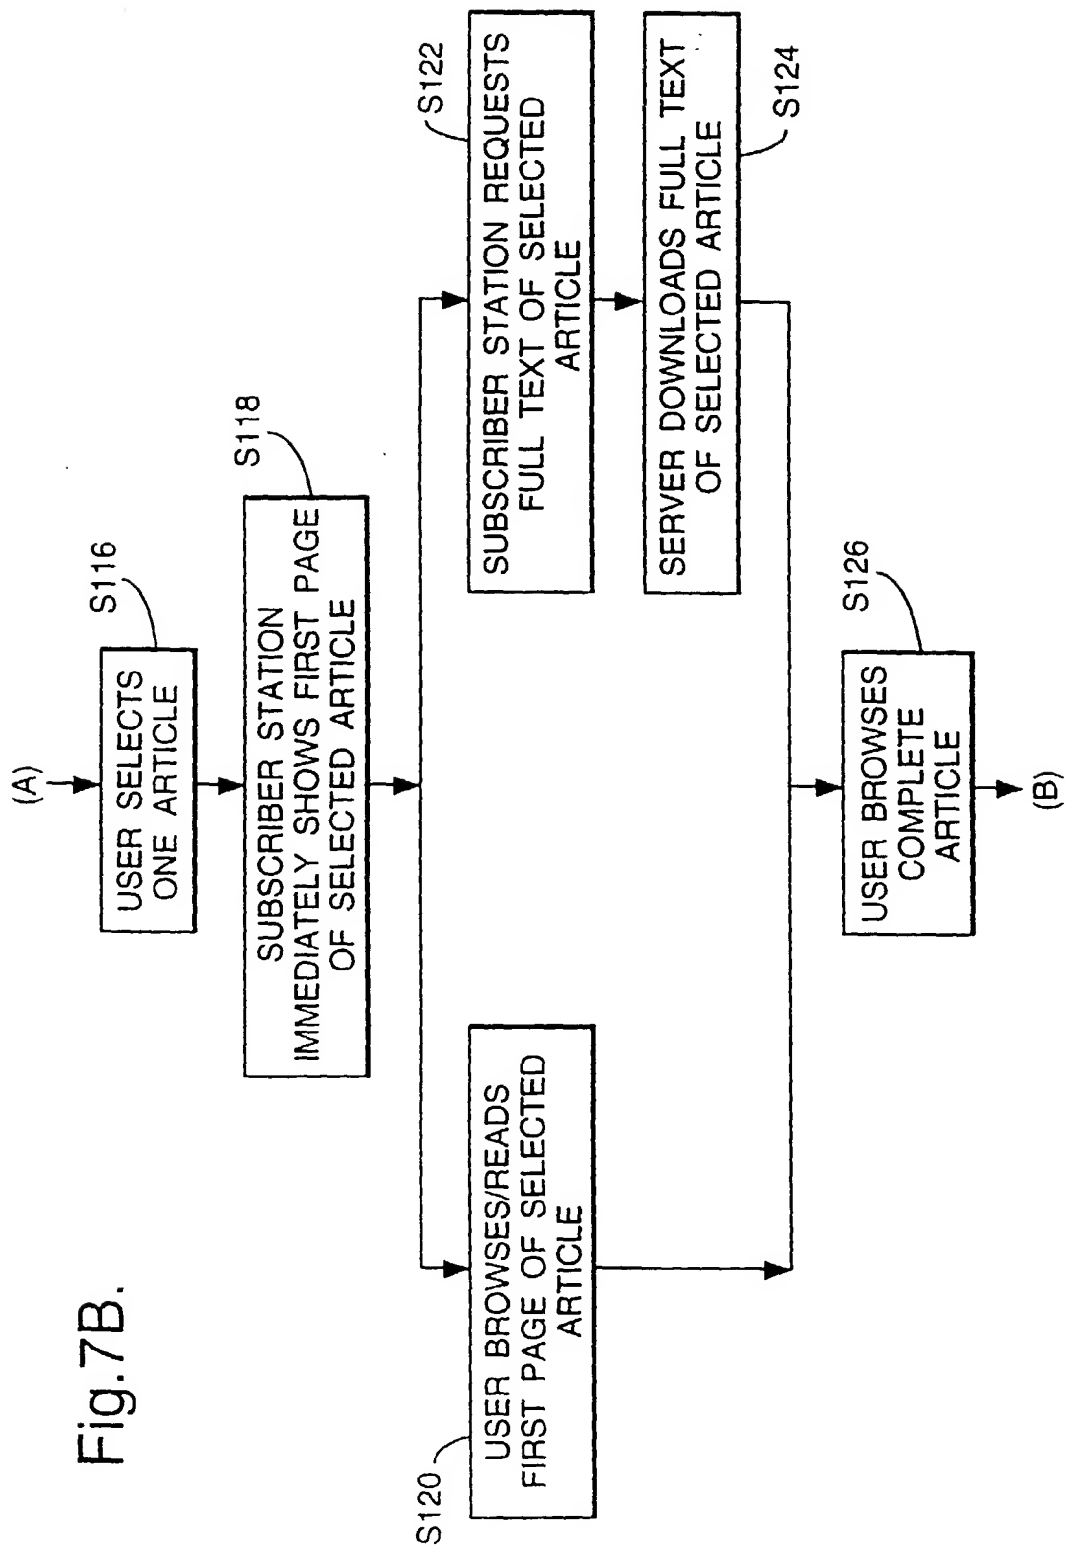 Fig.7B.
(A)
S116
USER SELECTS
ONE ARTICLE
S118
SUBSCRIBER STATION
IMMEDIATELY SHOWS FIRST PAGE
OF SELECTED ARTICLE
S120
USER BROWSES/READS
FIRST PAGE OF SELECTED
ARTICLE
S122
SUBSCRIBER STATION REQUESTS
FULL TEXT OF SELECTED
ARTICLE
S124
SERVER DOWNLOADS FULL TEXT
OF SELECTED ARTICLE
S126
USER BROWSES
COMPLETE
ARTICLE
(B)